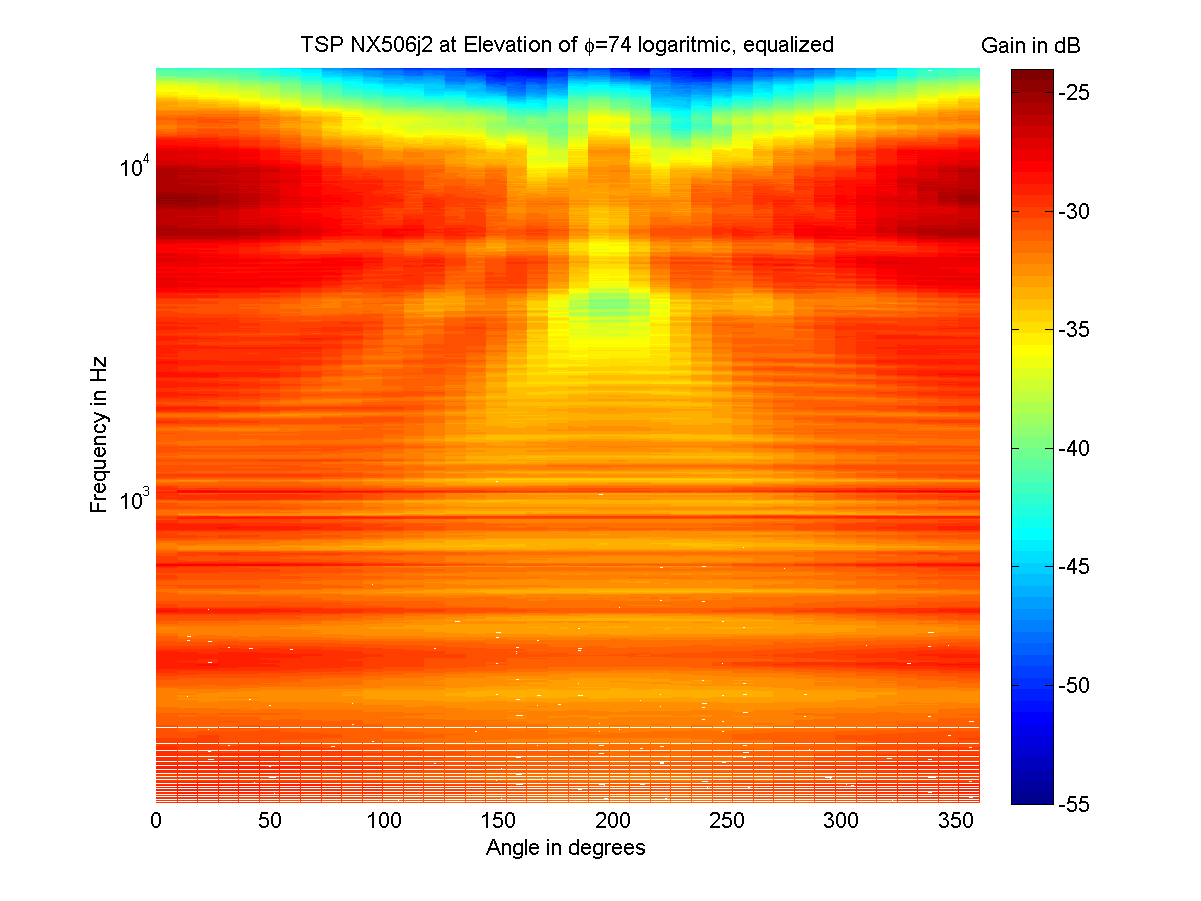 TSP NX506j2 at Elevation of ϕ=74 logaritmic, equalized
Gain in dB
Frequency in Hz
10^4
10^3
0 50 100 150 200 250 300 350
Angle in degrees
-25
-30
-35
-40
-45
-50
-55